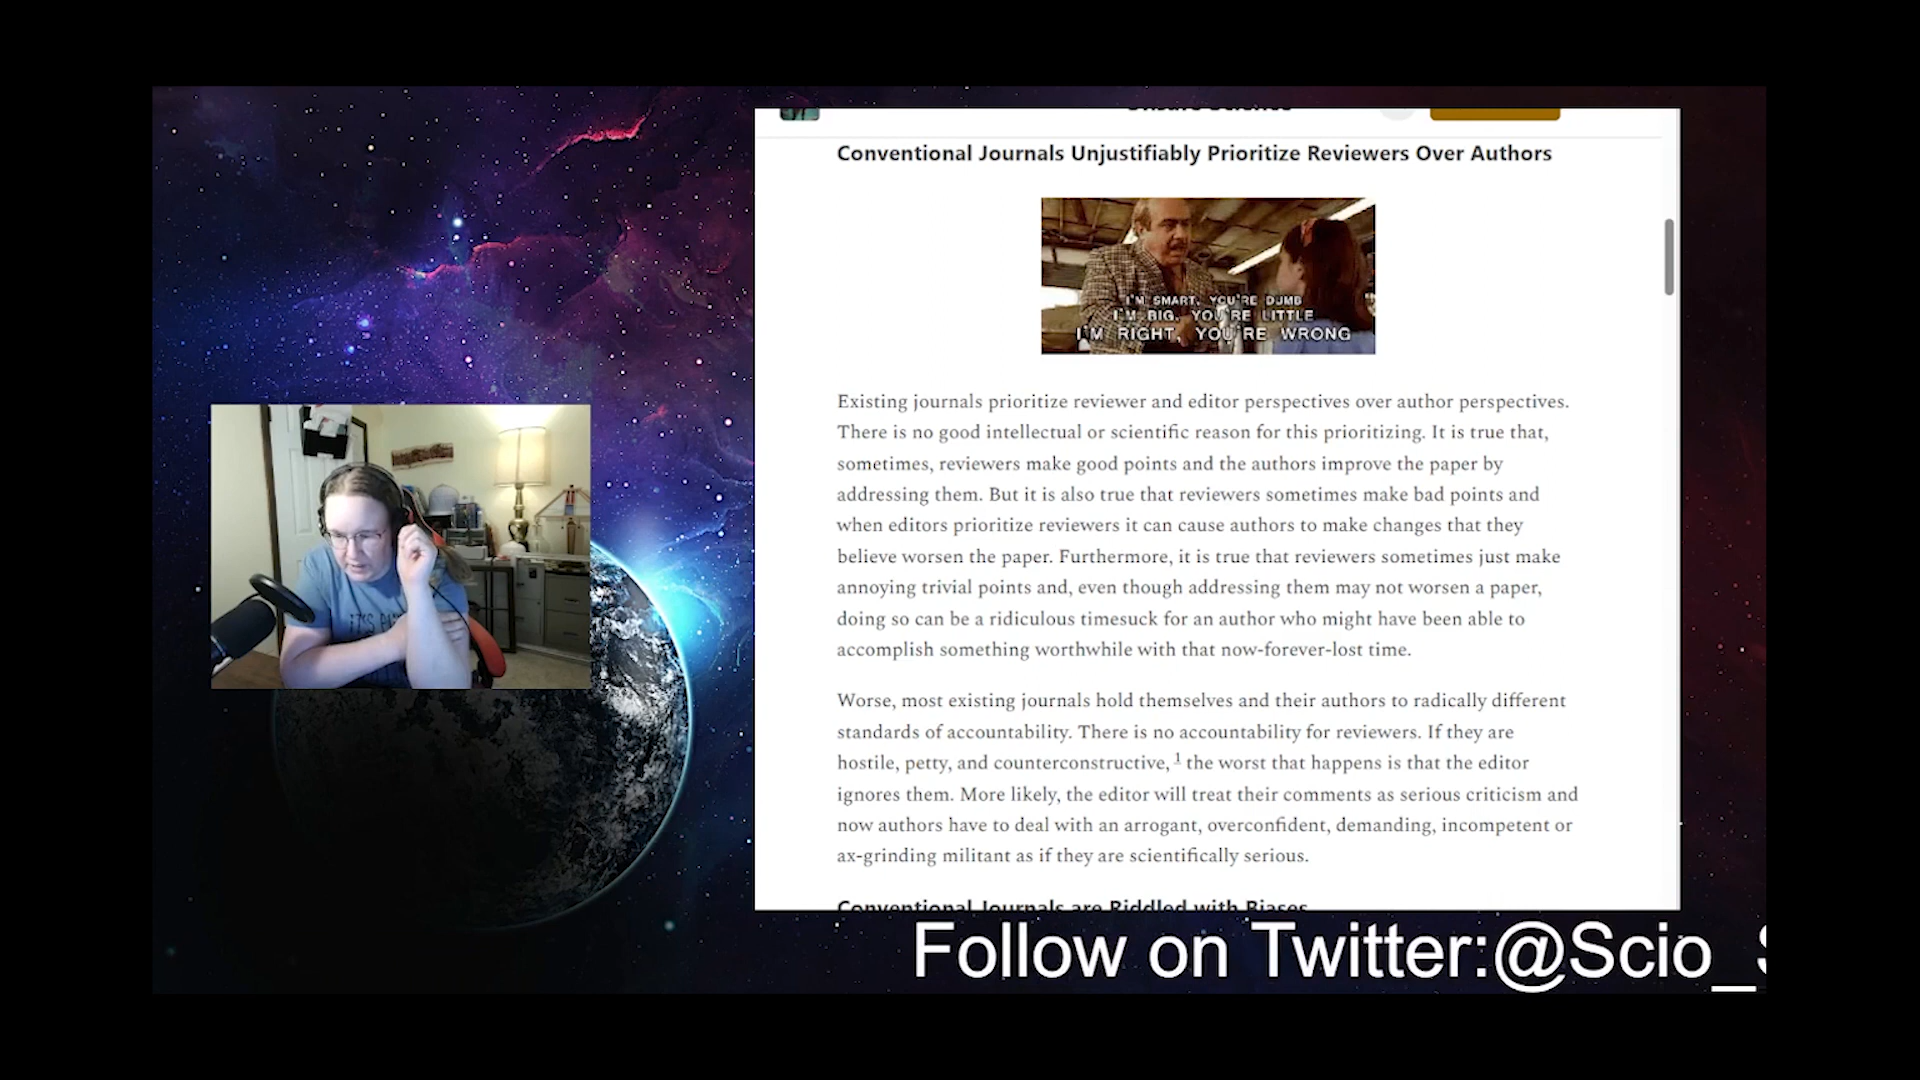 Conventional Journals Unjustifiably Prioritize Reviewers Over Authors
I'M SMART, YOU'RE DUMB
I'M BIG, YOU'RE LITTLE
I'M RIGHT, YOU'RE WRONG
Existing journals prioritize reviewer and editor perspectives over author perspectives.
There is no good intellectual or scientific reason for this prioritizing. It is true that,
sometimes, reviewers make good points and the authors improve the paper by
addressing them. But it is also true that reviewers sometimes make bad points and
when editors prioritize reviewers it can cause authors to make changes that they
believe worsen the paper. Furthermore, it is true that reviewers sometimes just make
annoying trivial points and, even though addressing them may not worsen a paper,
doing so can be a ridiculous timesuck for an author who might have been able to
accomplish something worthwhile with that now-forever-lost time.
Worse, most existing journals hold themselves and their authors to radically different
standards of accountability. There is no accountability for reviewers. If they are
hostile, petty, and counterconstructive, 1 the worst that happens is that the editor
ignores them. More likely, the editor will treat their comments as serious criticism and
now authors have to deal with an arrogant, overconfident, demanding, incompetent or
ax-grinding militant as if they are scientifically serious.
Conventional Journals are Riddled with Biases
IT'S
Follow on Twitter:@Scio_